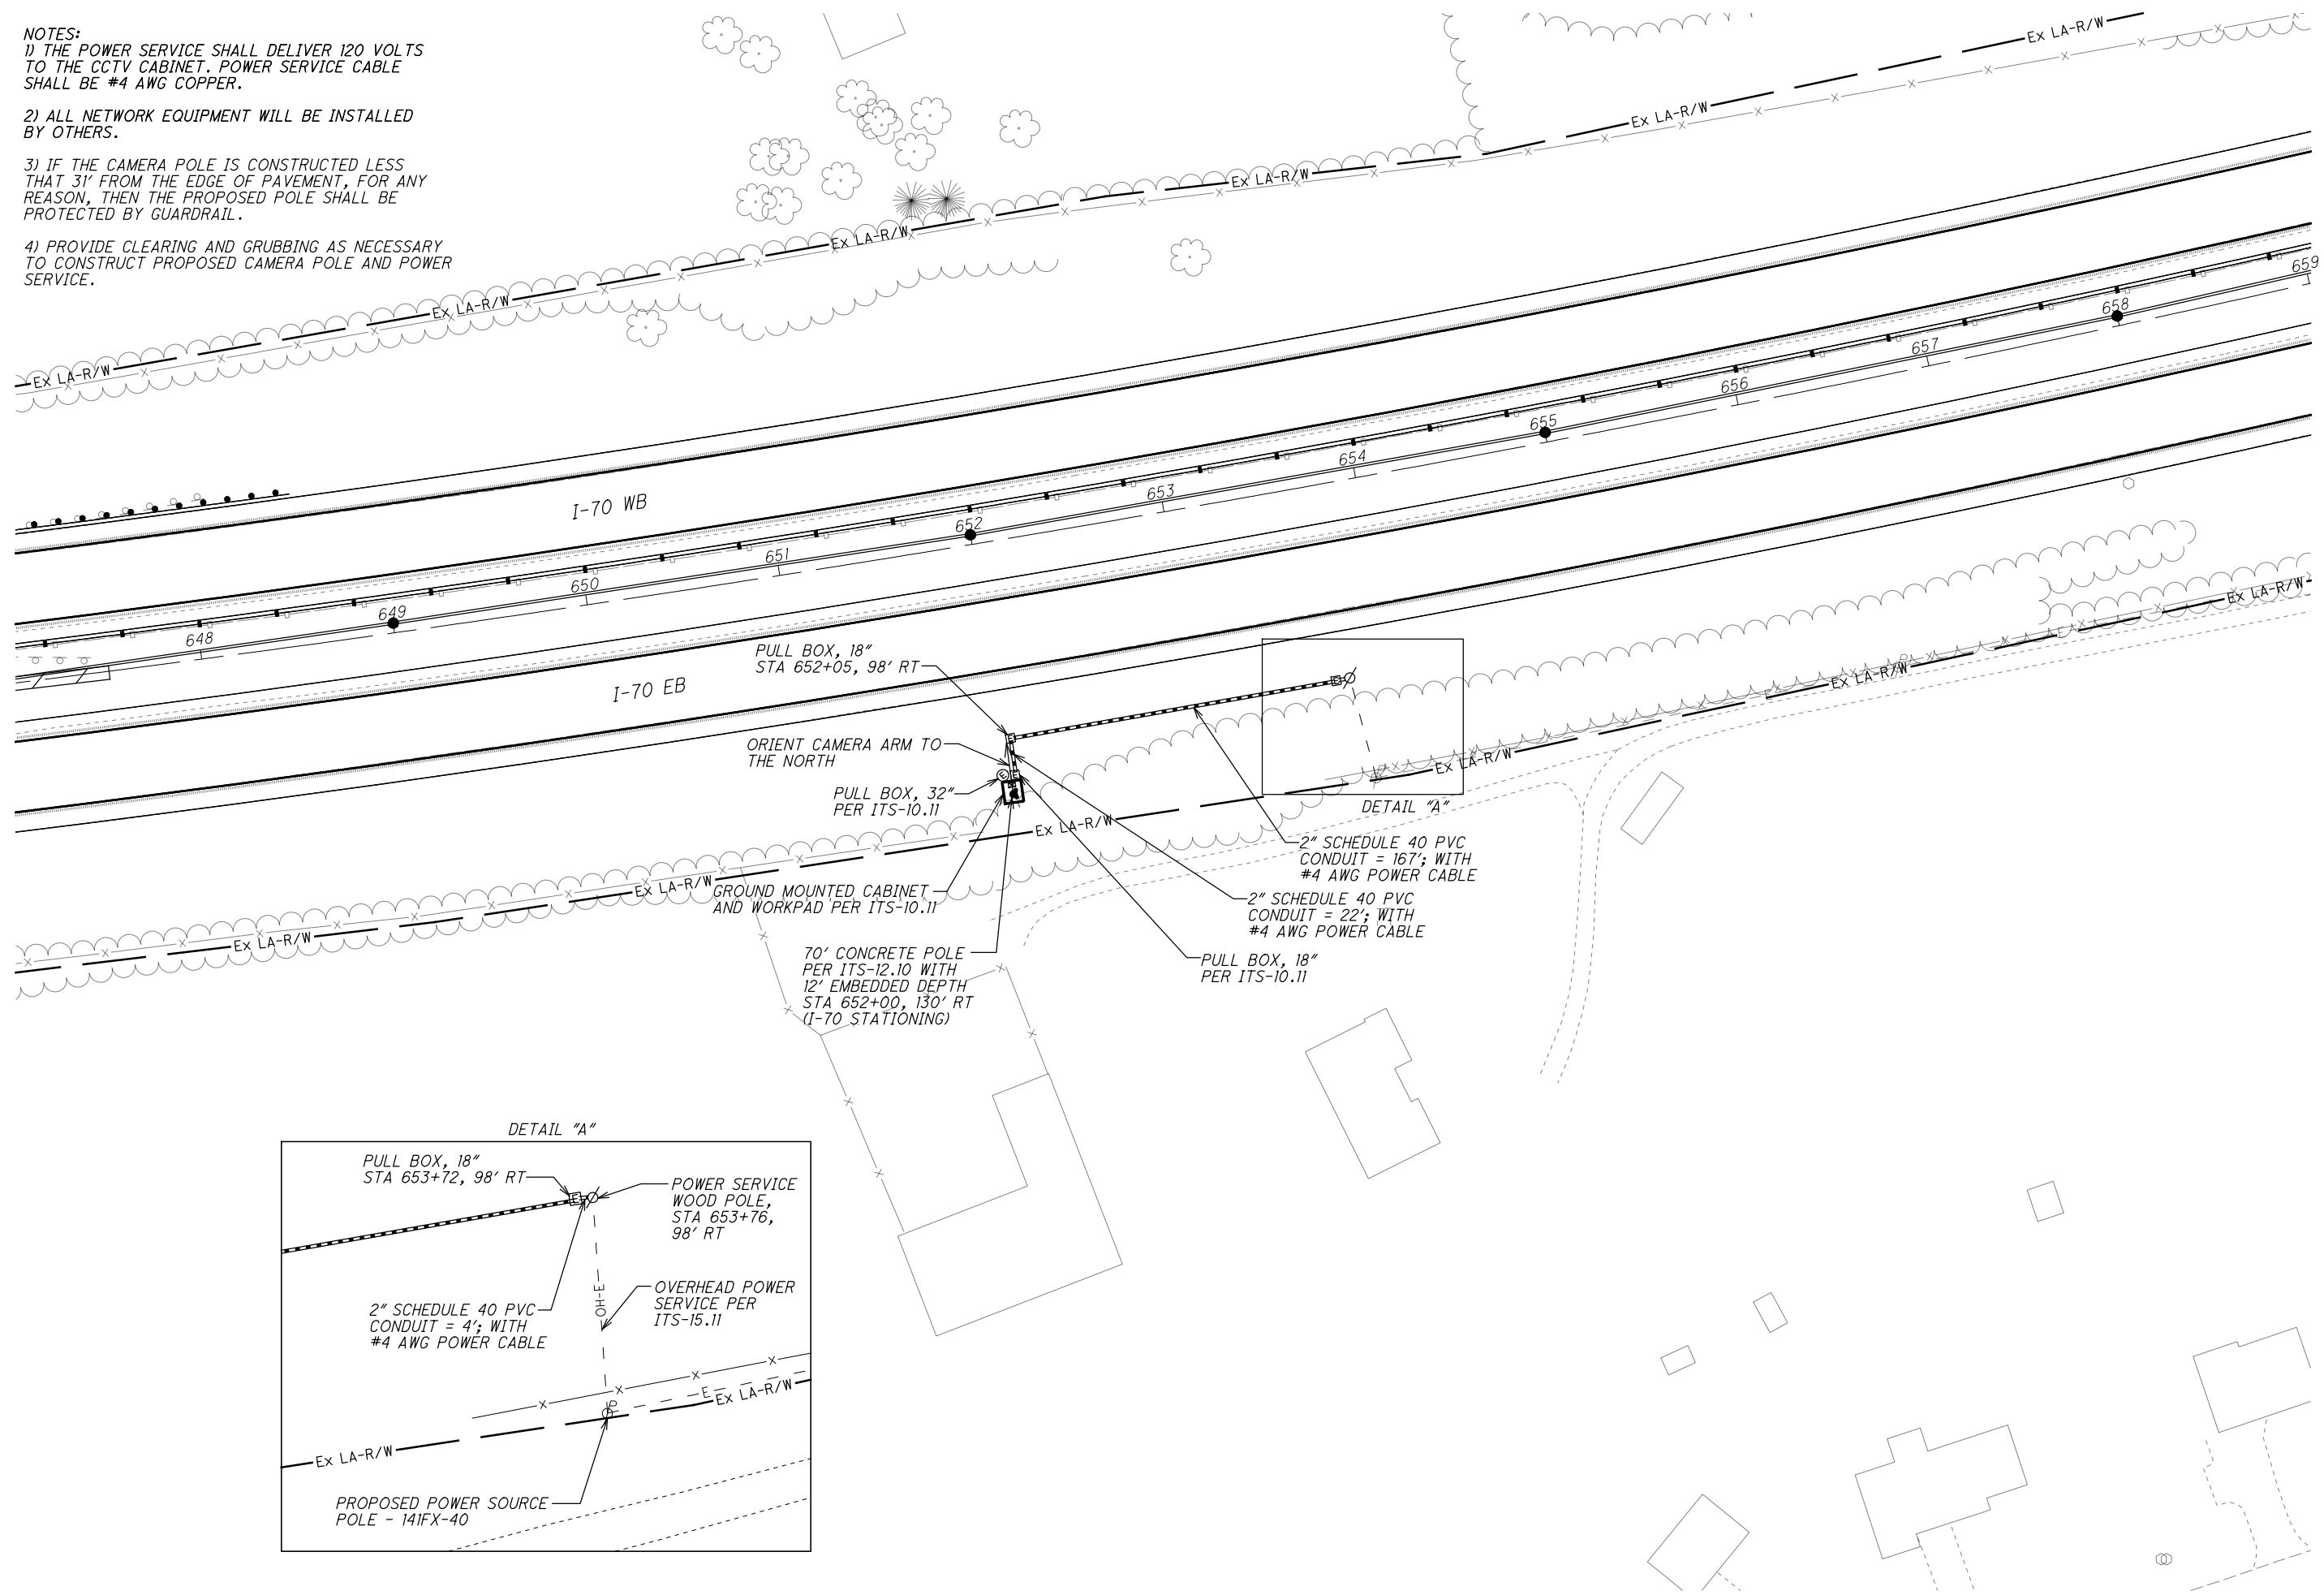 NOTES:
1) THE POWER SERVICE SHALL DELIVER 120 VOLTS
TO THE CCTV CABINET. POWER SERVICE CABLE
SHALL BE #4 AWG COPPER.
2) ALL NETWORK EQUIPMENT WILL BE INSTALLED
BY OTHERS.
3) IF THE CAMERA POLE IS CONSTRUCTED LESS
THAT 31' FROM THE EDGE OF PAVEMENT, FOR ANY
REASON, THEN THE PROPOSED POLE SHALL BE
PROTECTED BY GUARDRAIL.
4) PROVIDE CLEARING AND GRUBBING AS NECESSARY
TO CONSTRUCT PROPOSED CAMERA POLE AND POWER
SERVICE.
Ex LA-R/W
Ex LA-R/W
Ex LA-R/W
Ex LA-R/W
Ex LA-R/W
Ex LA-R/W
I-70 WB
648
649
650
651
652
653
654
655
656
657
658
659
I-70 EB
PULL BOX, 18"
STA 652+05, 98' RT
ORIENT CAMERA ARM TO
THE NORTH
PULL BOX, 32"
PER ITS-10.11
E
E
E
E
GROUND MOUNTED CABINET
AND WORKPAD PER ITS-10.11
70' CONCRETE POLE
PER ITS-12.10 WITH
12' EMBEDDED DEPTH
STA 652+00, 130' RT
(I-70 STATIONING)
DETAIL "A"
2" SCHEDULE 40 PVC
CONDUIT = 167'; WITH
#4 AWG POWER CABLE
2" SCHEDULE 40 PVC
CONDUIT = 22'; WITH
#4 AWG POWER CABLE
PULL BOX, 18"
PER ITS-10.11
Ex LA-R/W
Ex LA-R/W
Ex LA-R/W
Ex LA-R/W
Ex LA-R/W
Ex LA-R/W
DETAIL "A"
PULL BOX, 18"
STA 653+72, 98' RT
E
POWER SERVICE
WOOD POLE,
STA 653+76,
98' RT
OH-E
OVERHEAD POWER
SERVICE PER
ITS-15.11
2" SCHEDULE 40 PVC
CONDUIT = 4'; WITH
#4 AWG POWER CABLE
E
Ex LA-R/W
Ex LA-R/W
PROPOSED POWER SOURCE
POLE - 141FX-40